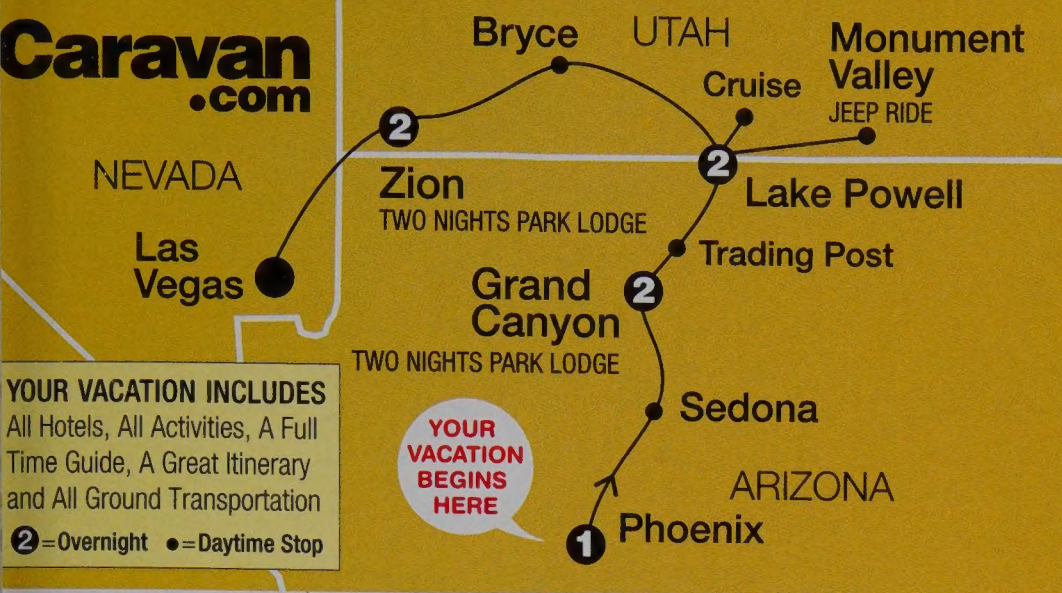 Caravan
.com
Bryce
UTAH
Monument
Valley
JEEP RIDE
Cruise
2
NEVADA
Zion
TWO NIGHTS PARK LODGE
2
Lake Powell
Las
Vegas
Trading Post
Grand
Canyon
2
TWO NIGHTS PARK LODGE
YOUR VACATION INCLUDES
All Hotels, All Activities, A Full
Time Guide, A Great Itinerary
and All Ground Transportation
2=Overnight ●=Daytime Stop
Sedona
YOUR
VACATION
BEGINS
HERE
ARIZONA
1 Phoenix